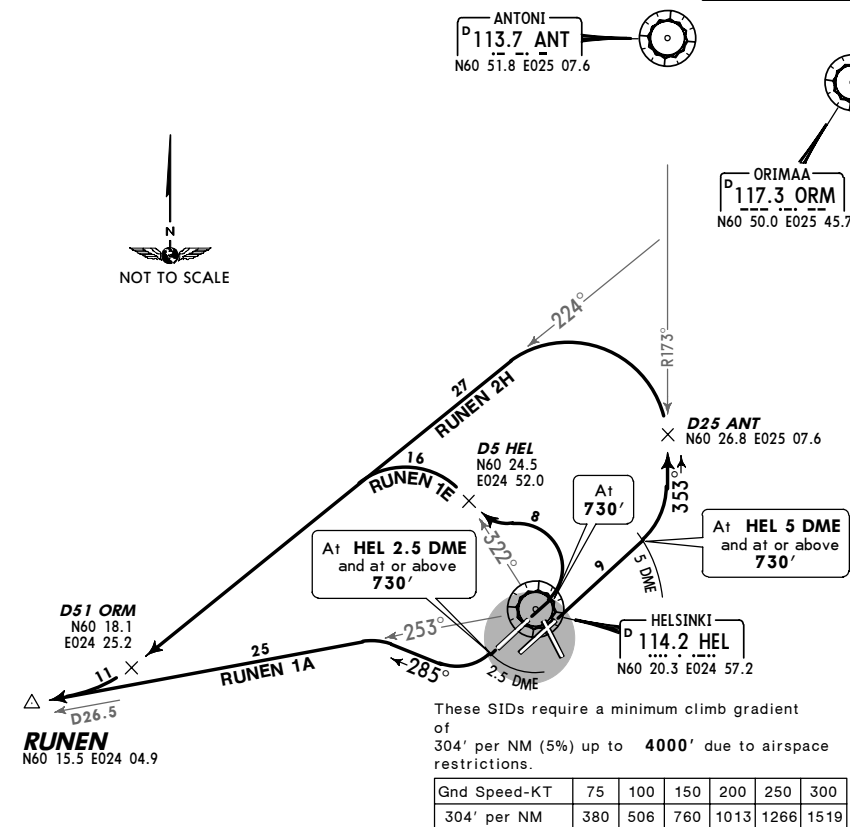 ANTONI
D 113.7 ANT
N60 51.8 E025 07.6
ORIMAA
D 117.3 ORM
N60 50.0 E025 45.7
N
NOT TO SCALE
224°
R173°
27
RUNEN 2H
D25 ANT
N60 26.8 E025 07.6
D5 HEL
N60 24.5
E024 52.0
16
RUNEN 1E
353°
At
730'
8
322°
At HEL 2.5 DME
and at or above
730'
9
At HEL 5 DME
and at or above
730'
5 DME
D51 ORM
N60 18.1
E024 25.2
HELSINKI
D 114.2 HEL
N60 20.3 E024 57.2
253°
25
RUNEN 1A
285°
2.5 DME
11
D26.5
RUNEN
N60 15.5 E024 04.9
These SIDs require a minimum climb gradient
of
304' per NM (5%) up to 4000' due to airspace
restrictions.
Gnd Speed-KT 75 100 150 200 250 300
304' per NM 380 506 760 1013 1266 1519